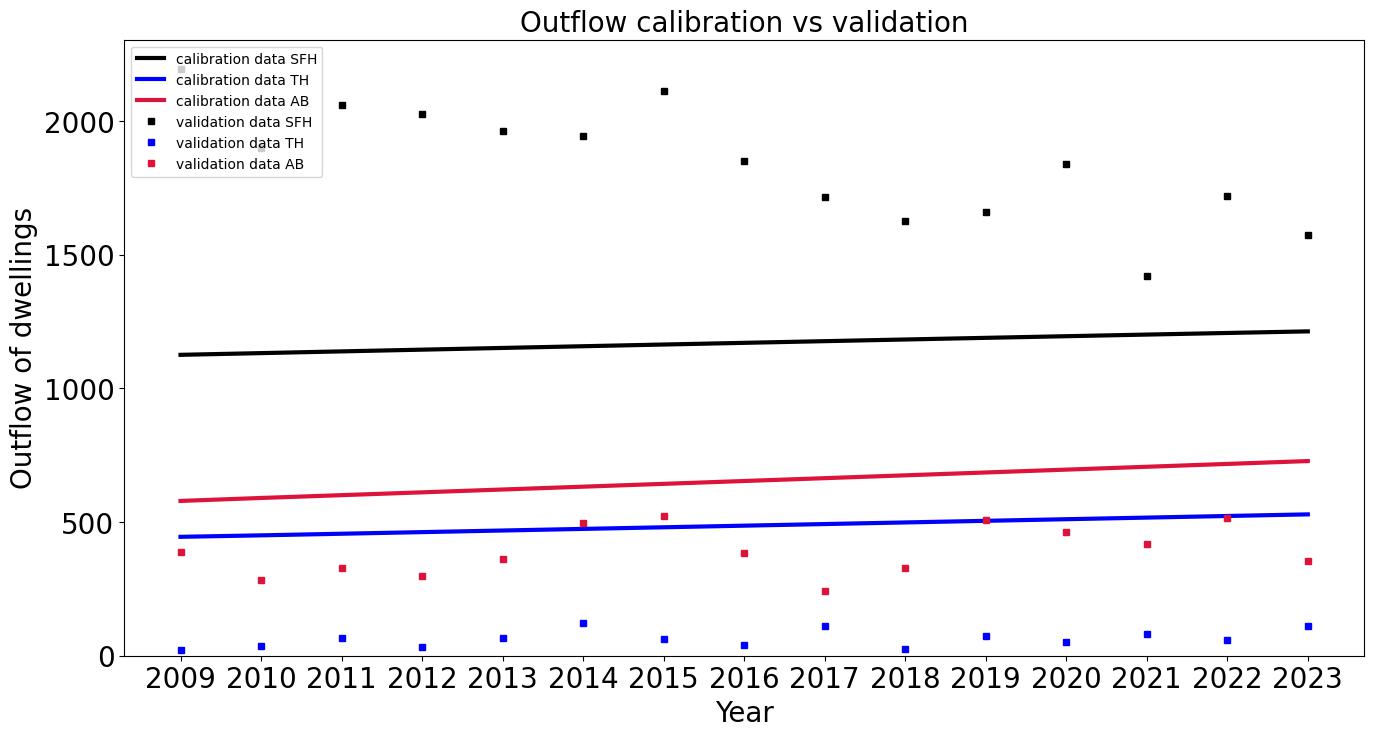 Outflow calibration vs validation
calibration data SFH
calibration data TH
calibration data AB
validation data SFH
validation data TH
validation data AB
Outflow of dwellings
2000
1500
1000
500
0
2009 2010 2011 2012 2013 2014 2015 2016 2017 2018 2019 2020 2021 2022 2023
Year